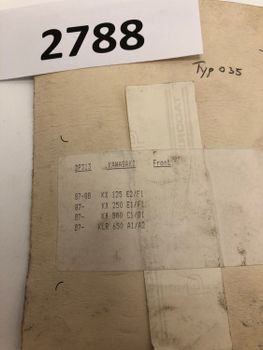 2788
Typ 035
DP213 KAWASAKI Front
87-88 KX 125 E2/F1
87- KX 250 E1/F1
87- KX 500 C1/D1
87- KLR 650 A1/A2